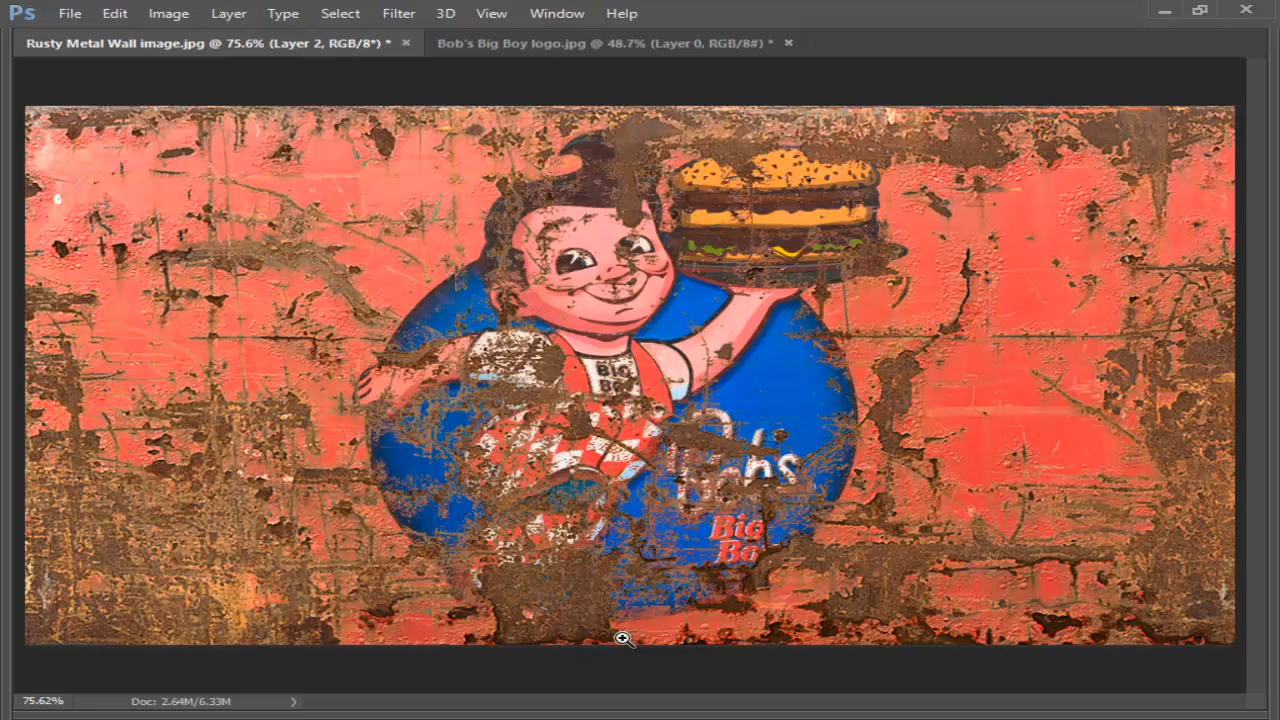 Ps File Edit Image Layer Type Select Filter 3D View Window Help
Rusty Metal Wall image.jpg @ 75.6% (Layer 2, RGB/8*) * ×
Bob's Big Boy logo.jpg @ 48.7% (Layer 0, RGB/8#) * ×
BIG
BOY
Bob's
Big
Bo
75.62%
Doc: 2.64M/6.33M